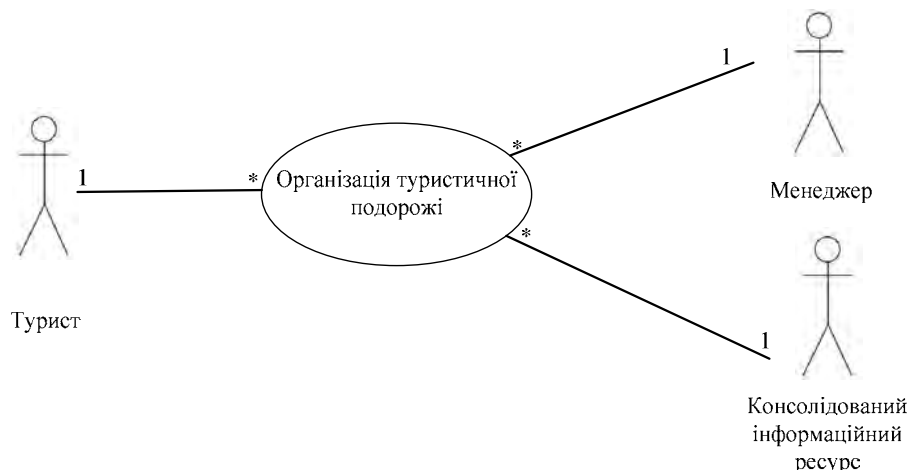 1
Менеджер
*
Організація туристичної
подорожі
1
*
Турист
*
1
Консолідований
інформаційний
ресурс